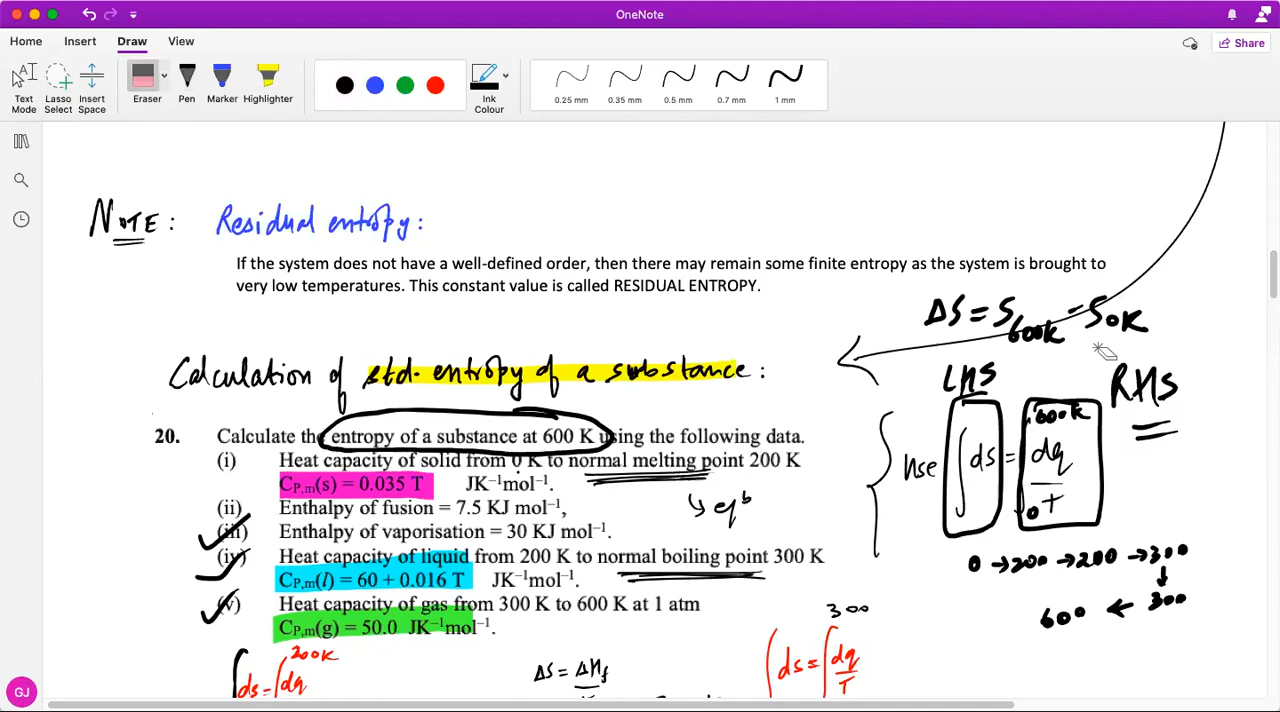 OneNote
Home Insert Draw View
Share
Text Mode
Lasso Select
Insert Space
Eraser
Pen
Marker
Highlighter
Ink Colour
0.25 mm
0.35 mm
0.5 mm
0.7 mm
1 mm
NOTE : Residual entropy:
If the system does not have a well-defined order, then there may remain some finite entropy as the system is brought to
very low temperatures. This constant value is called RESIDUAL ENTROPY.
ΔS = S600K - S0K
Calculation of std. entropy of a substance :
LHS
RHS
20. Calculate the entropy of a substance at 600 K using the following data.
(i) Heat capacity of solid from 0 K to normal melting point 200 K
CP,m(s) = 0.035 T JK⁻¹mol⁻¹.
(ii) Enthalpy of fusion = 7.5 KJ mol⁻¹,
(iii) Enthalpy of vaporisation = 30 KJ mol⁻¹.
(iv) Heat capacity of liquid from 200 K to normal boiling point 300 K
CP,m(l) = 60 + 0.016 T JK⁻¹mol⁻¹.
(v) Heat capacity of gas from 300 K to 600 K at 1 atm
CP,m(g) = 50.0 JK⁻¹mol⁻¹.
↳ eqb
Use ∫ds = ∫0^600K dq/T
0 → 200 → 200 → 300
↓
600 ← 300
∫ds = ∫^200K dq
ΔS = ΔHf
∫ds = ∫^300 dq/T
GJ